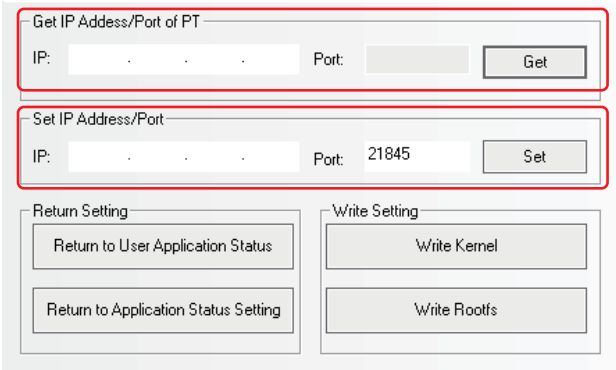 Get IP Addess/Port of PT
IP: . . . Port: Get
Set IP Address/Port
IP: . . . Port: 21845 Set
Return Setting Write Setting
Return to User Application Status Write Kernel
Return to Application Status Setting Write Rootfs